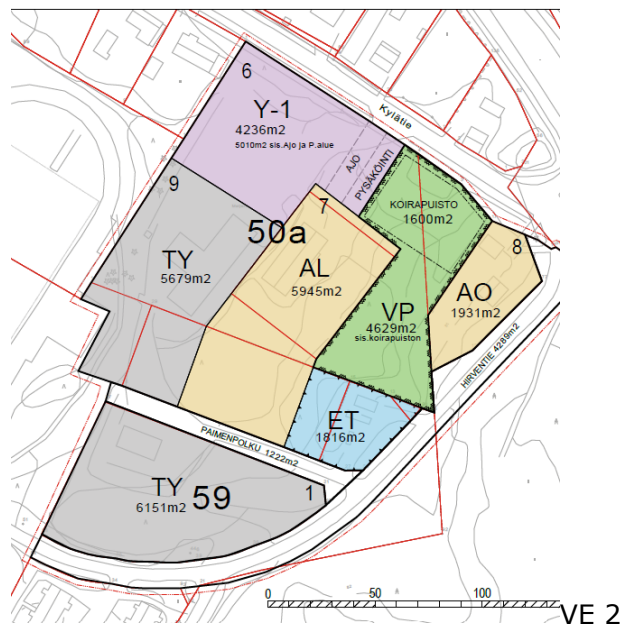 6
Y-1
4236m2
5010m2 sis.Ajo ja P.alue
Kylätie
AJO
PYSÄKÖINTI
9
7
KOIRAPUISTO
1600m2
50a
8
TY
5679m2
AL
5945m2
VP
4629m2
sis.koirapuiston
AO
1931m2
HIRVENTIE 4289m2
ET
1816m2
PAIMENPOLKU 1222m2
TY 59
6151m2
1
0 50 100
VE 2